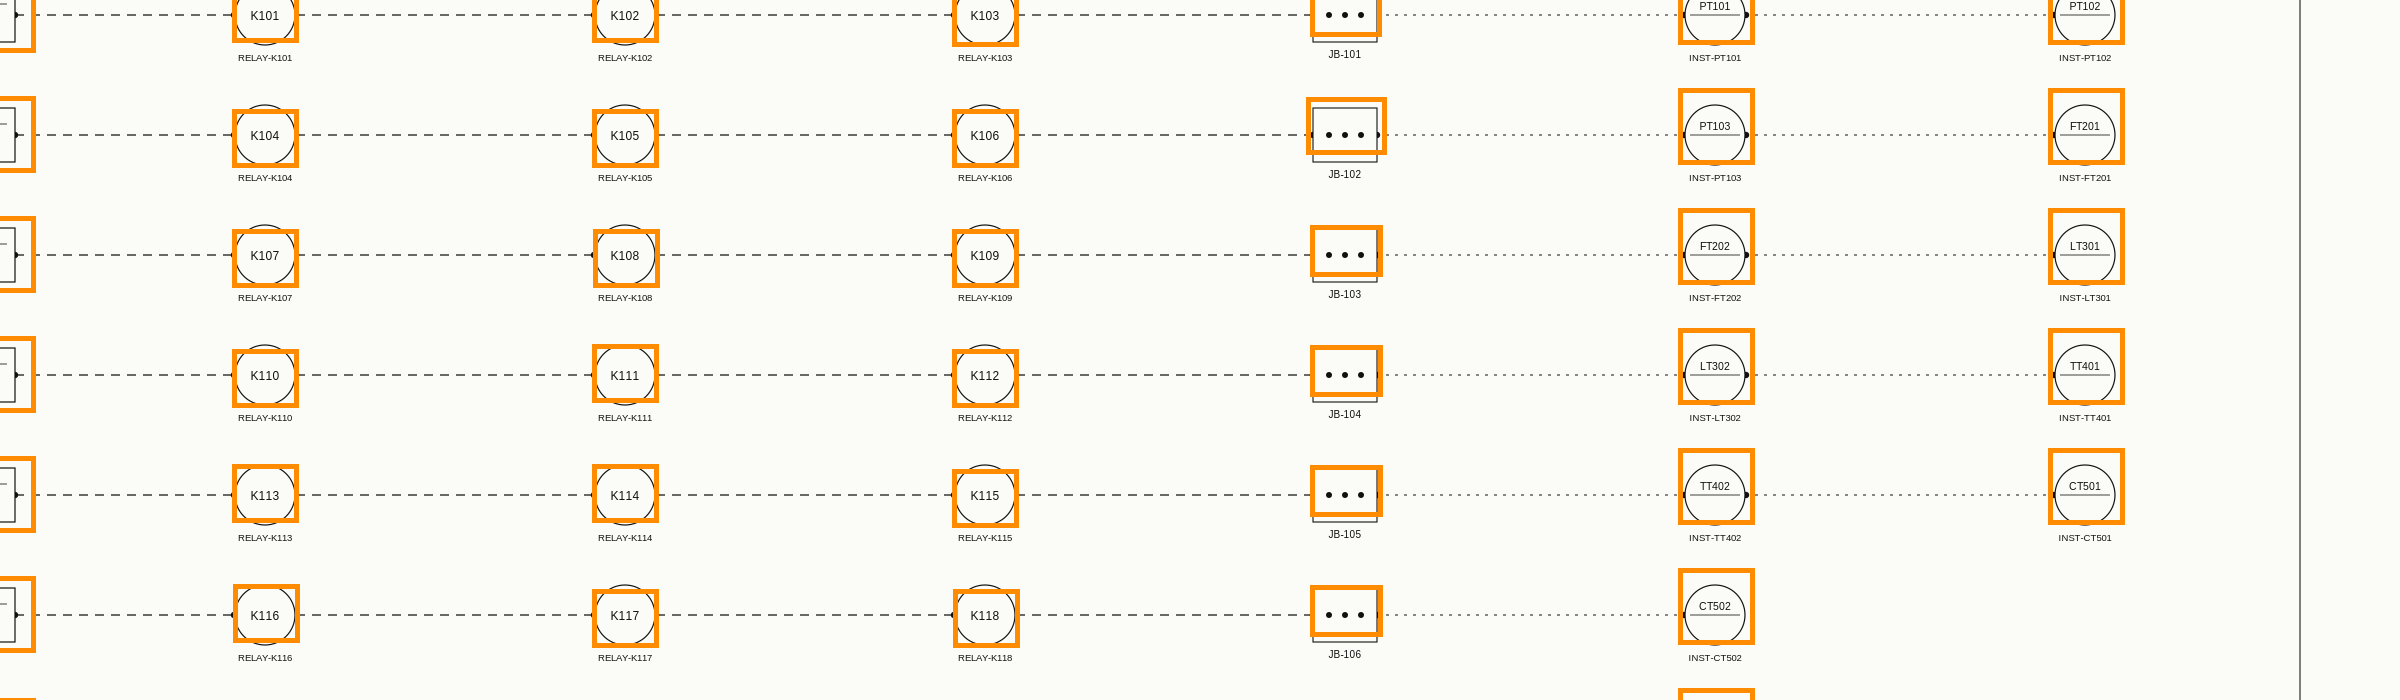 K101 K102 K103 PT101 PT102
RELAY-K101 RELAY-K102 RELAY-K103 JB-101 INST-PT101 INST-PT102
K104 K105 K106 PT103 FT201
RELAY-K104 RELAY-K105 RELAY-K106 JB-102 INST-PT103 INST-FT201
K107 K108 K109 FT202 LT301
RELAY-K107 RELAY-K108 RELAY-K109 JB-103 INST-FT202 INST-LT301
K110 K111 K112 LT302 TT401
RELAY-K110 RELAY-K111 RELAY-K112 JB-104 INST-LT302 INST-TT401
K113 K114 K115 TT402 CT501
RELAY-K113 RELAY-K114 RELAY-K115 JB-105 INST-TT402 INST-CT501
K116 K117 K118 CT502
RELAY-K116 RELAY-K117 RELAY-K118 JB-106 INST-CT502